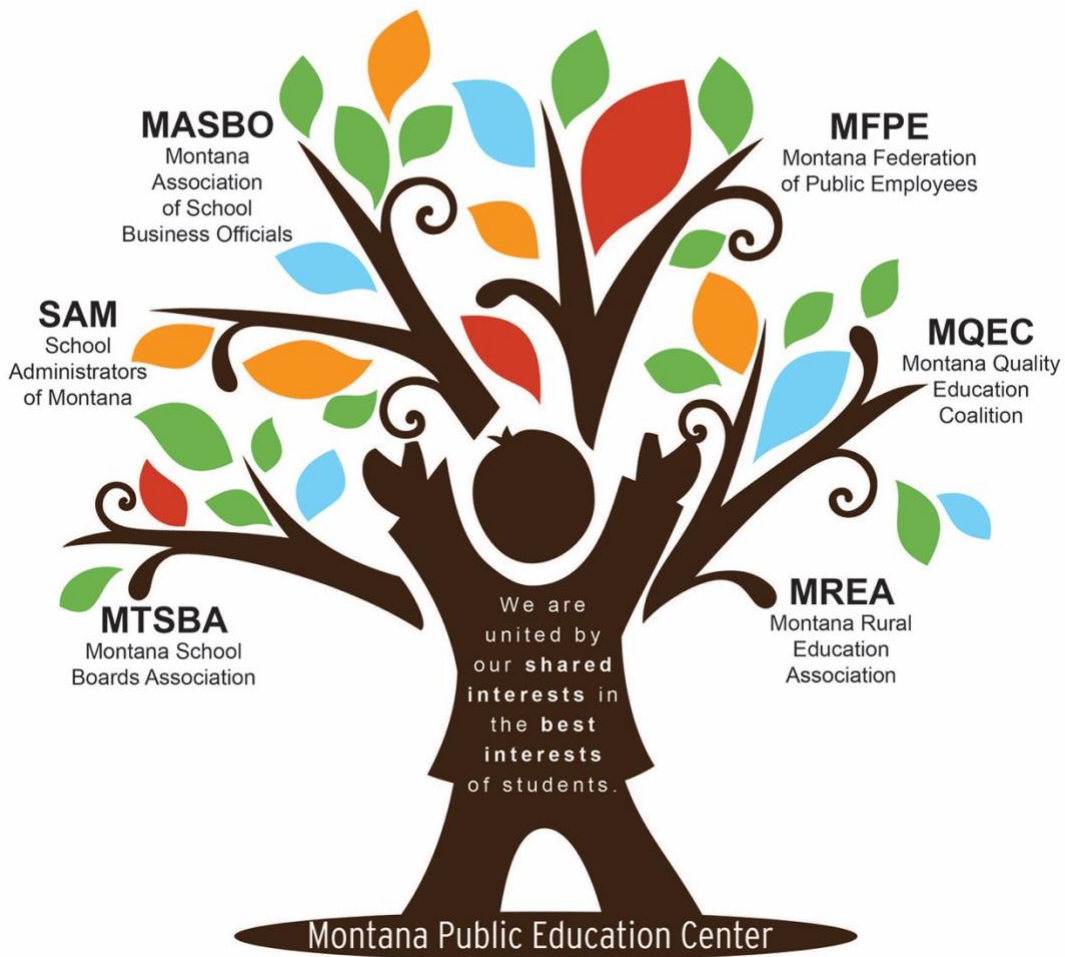 MASBO
Montana
Association
of School
Business Officials
MFPE
Montana Federation
of Public Employees
SAM
School
Administrators
of Montana
MQEC
Montana Quality
Education
Coalition
MTSBA
Montana School
Boards Association
MREA
Montana Rural
Education
Association
We are
united by
our shared
interests in
the best
interests
of students.
Montana Public Education Center